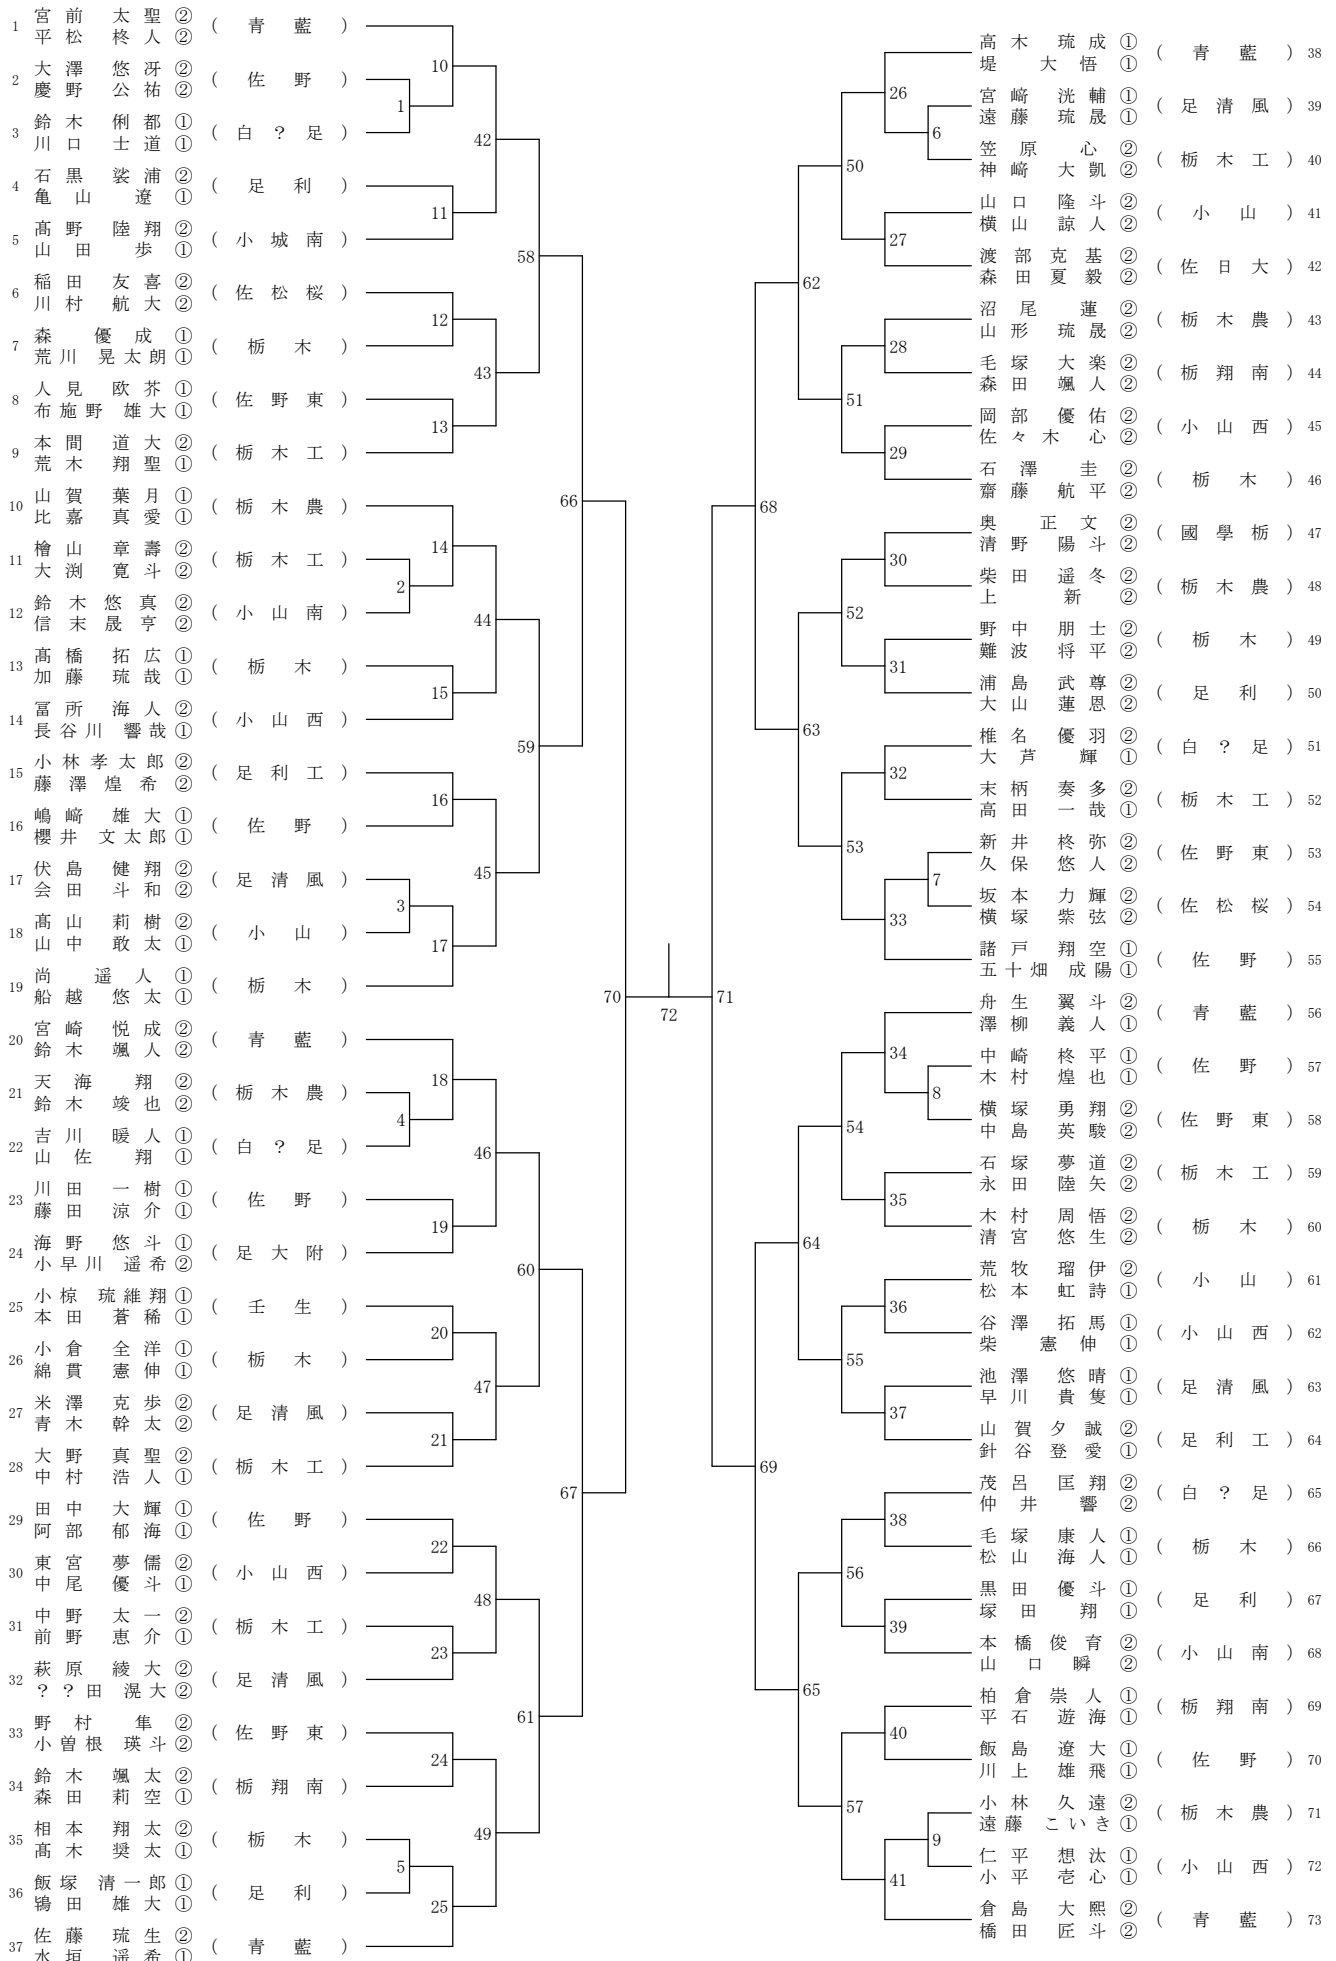 1 宮前 太聖② (青藍)
平松 柊人②
2 大澤 悠冴② (佐野)
慶野 公祐②
3 鈴木 俐都① (白?足)
川口 士道①
4 石黒 裟浦② (足利)
亀山 遼①
5 髙野 陸翔② (小城南)
山田 歩①
6 稲田 友喜② (佐松桜)
川村 航大②
7 森 優成① (栃木)
荒川 晃太朗①
8 人見 欧芥① (佐野東)
布施野 雄大①
9 本間 道大② (栃木工)
荒木 翔聖①
10 山賀 葉月① (栃木農)
比嘉 真愛①
11 檜山 章壽② (栃木工)
大渕 寛斗②
12 鈴木悠真② (小山南)
信末晟亨②
13 髙橋 拓広① (栃木)
加藤 琉哉①
14 冨所 海人② (小山西)
長谷川 響哉①
15 小林孝太郎② (足利工)
藤澤煌希②
16 嶋﨑 雄大① (佐野)
櫻井 文太郎①
17 伏島 健翔② (足清風)
会田 斗和②
18 髙山 莉樹② (小山)
山中 敢太①
19 尚 遥人① (栃木)
船越 悠太①
20 宮崎 悦成② (青藍)
鈴木 颯人②
21 天海 翔② (栃木農)
鈴木 竣也②
22 吉川 暖人① (白?足)
山佐 翔①
23 川田 一樹① (佐野)
藤田 涼介①
24 海野 悠斗① (足大附)
小早川 遥希②
25 小椋 琉維翔① (壬生)
本田 蒼稀①
26 小倉 全洋① (栃木)
綿貫 憲伸①
27 米澤 克歩② (足清風)
青木 幹太②
28 大野 真聖② (栃木工)
中村 浩人①
29 田中 大輝① (佐野)
阿部 郁海①
30 東宮 夢儒② (小山西)
中尾 優斗①
31 中野 太一② (栃木工)
前野 恵介①
32 萩原 綾大② (足清風)
??田 滉大②
33 野村 隼② (佐野東)
小曽根 瑛斗②
34 鈴木 颯太② (栃翔南)
森田 莉空①
35 相本 翔太② (栃木)
髙木 奨太①
36 飯塚 清一郎① (足利)
鴇田 雄大①
37 佐藤 琉生② (青藍)
水垣 遥希①
10
1
42
11
58
12
43
13
66
14
2
44
15
59
16
45
3
17
70
18
4
46
19
60
20
47
21
67
22
48
23
61
24
49
5
25
72
71
26
6
50
27
62
28
51
29
68
30
52
31
63
32
53
7
33
34
8
54
35
64
36
55
37
69
38
56
39
65
40
57
9
41
高木 琉成① (青藍) 38
堤 大悟①
宮﨑 洸輔① (足清風) 39
遠藤 琉晟①
笠原 心② (栃木工) 40
神﨑 大凱②
山口 隆斗② (小山) 41
横山 諒人②
渡部克基② (佐日大) 42
森田夏毅②
沼尾 蓮② (栃木農) 43
山形 琉晟②
毛塚 大楽② (栃翔南) 44
森田 颯人②
岡部 優佑② (小山西) 45
佐々木 心②
石澤 圭② (栃木) 46
齋藤 航平②
奥 正文② (國學栃) 47
清野 陽斗②
柴田 遥冬② (栃木農) 48
上 新②
野中 朋士② (栃木) 49
難波 将平②
浦島 武尊② (足利) 50
大山 蓮恩②
椎名 優羽② (白?足) 51
大芦 輝①
末柄 奏多② (栃木工) 52
高田 一哉①
新井 柊弥② (佐野東) 53
久保 悠人②
坂本 力輝② (佐松桜) 54
横塚 紫弦②
諸戸 翔空① (佐野) 55
五十畑 成陽①
舟生 翼斗② (青藍) 56
澤柳 義人①
中崎 柊平① (佐野) 57
木村 煌也①
横塚 勇翔② (佐野東) 58
中島 英駿②
石塚 夢道② (栃木工) 59
永田 陸矢②
木村 周悟② (栃木) 60
清宮 悠生②
荒牧 瑠伊② (小山) 61
松本 虹詩①
谷澤 拓馬① (小山西) 62
柴 憲伸①
池澤 悠晴① (足清風) 63
早川 貴隻①
山賀夕誠② (足利工) 64
針谷登愛①
茂呂 匡翔② (白?足) 65
仲井 響②
毛塚 康人① (栃木) 66
松山 海人①
黒田 優斗① (足利) 67
塚田 翔①
本橋俊育② (小山南) 68
山口瞬②
柏倉崇人① (栃翔南) 69
平石 遊海①
飯島 遼大① (佐野) 70
川上 雄飛①
小林 久遠② (栃木農) 71
遠藤 こいき①
仁平 想汰① (小山西) 72
小平 壱心①
倉島 大熙② (青藍) 73
橋田 匠斗②